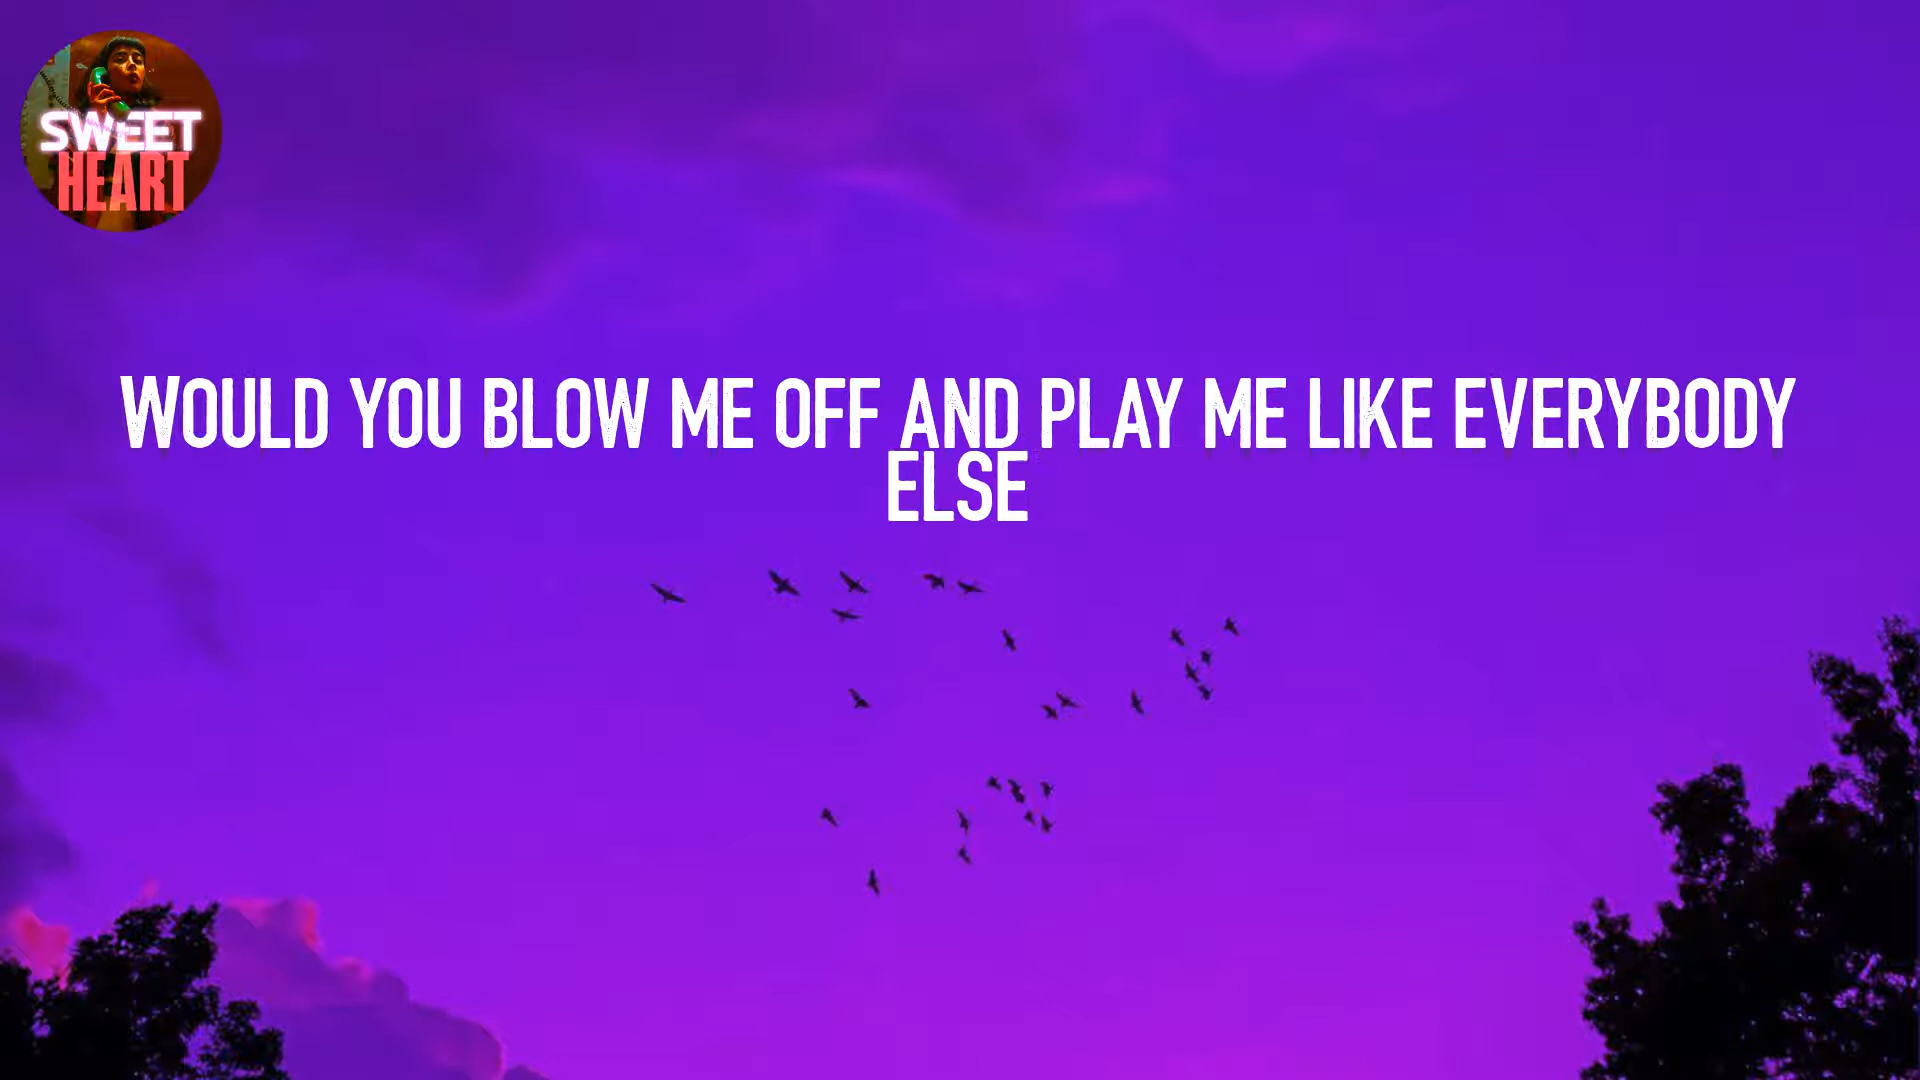 SWEET
HEART
WOULD YOU BLOW ME OFF AND PLAY ME LIKE EVERYBODY
ELSE